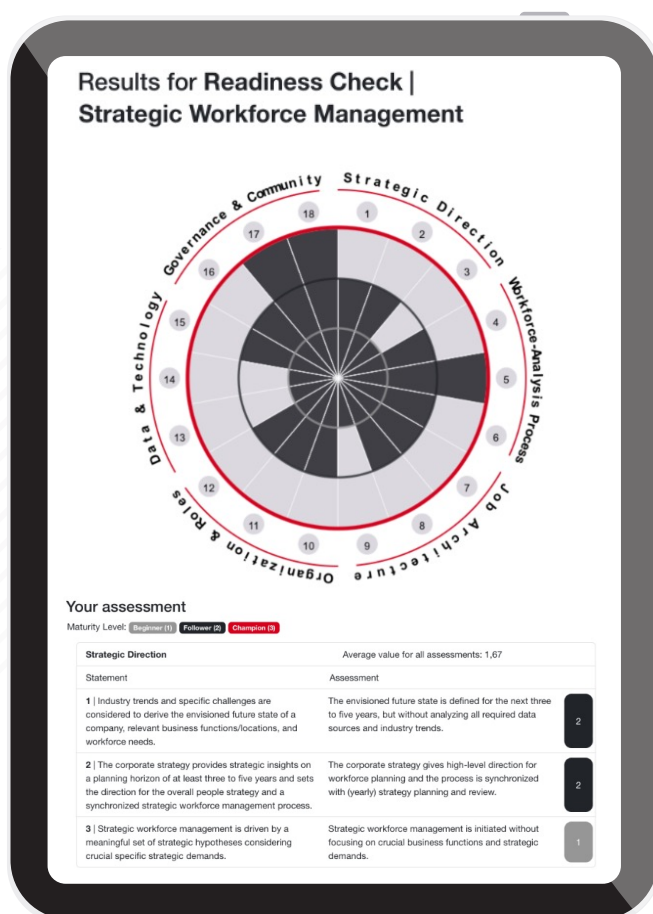 Results for Readiness Check |
Strategic Workforce Management
Governance & Community
Strategic Direction
Workforce-Analysis Process
Job Architecture
Organization & Roles
Data & Technology
1
2
3
4
5
6
7
8
9
10
11
12
13
14
15
16
17
18
Your assessment
Maturity Level: Beginner (1) Follower (2) Champion (3)
Strategic Direction
Average value for all assessments: 1,67
Statement
Assessment
1 | Industry trends and specific challenges are
considered to derive the envisioned future state of a
company, relevant business functions/locations, and
workforce needs.
The envisioned future state is defined for the next three
to five years, but without analyzing all required data
sources and industry trends.
2
2 | The corporate strategy provides strategic insights on
a planning horizon of at least three to five years and sets
the direction for the overall people strategy and a
synchronized strategic workforce management process.
The corporate strategy gives high-level direction for
workforce planning and the process is synchronized
with (yearly) strategy planning and review.
2
3 | Strategic workforce management is driven by a
meaningful set of strategic hypotheses considering
crucial specific strategic demands.
Strategic workforce management is initiated without
focusing on crucial business functions and strategic
demands.
1